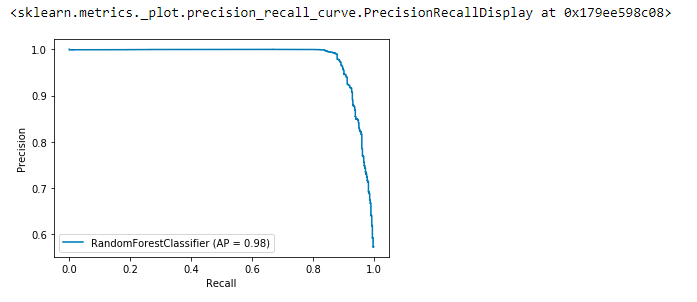 <sklearn.metrics._plot.precision_recall_curve.PrecisionRecallDisplay at 0x179ee598c08>
1.0
0.9
0.8
0.7
0.6
Precision
RandomForestClassifier (AP = 0.98)
0.0 0.2 0.4 0.6 0.8 1.0
Recall